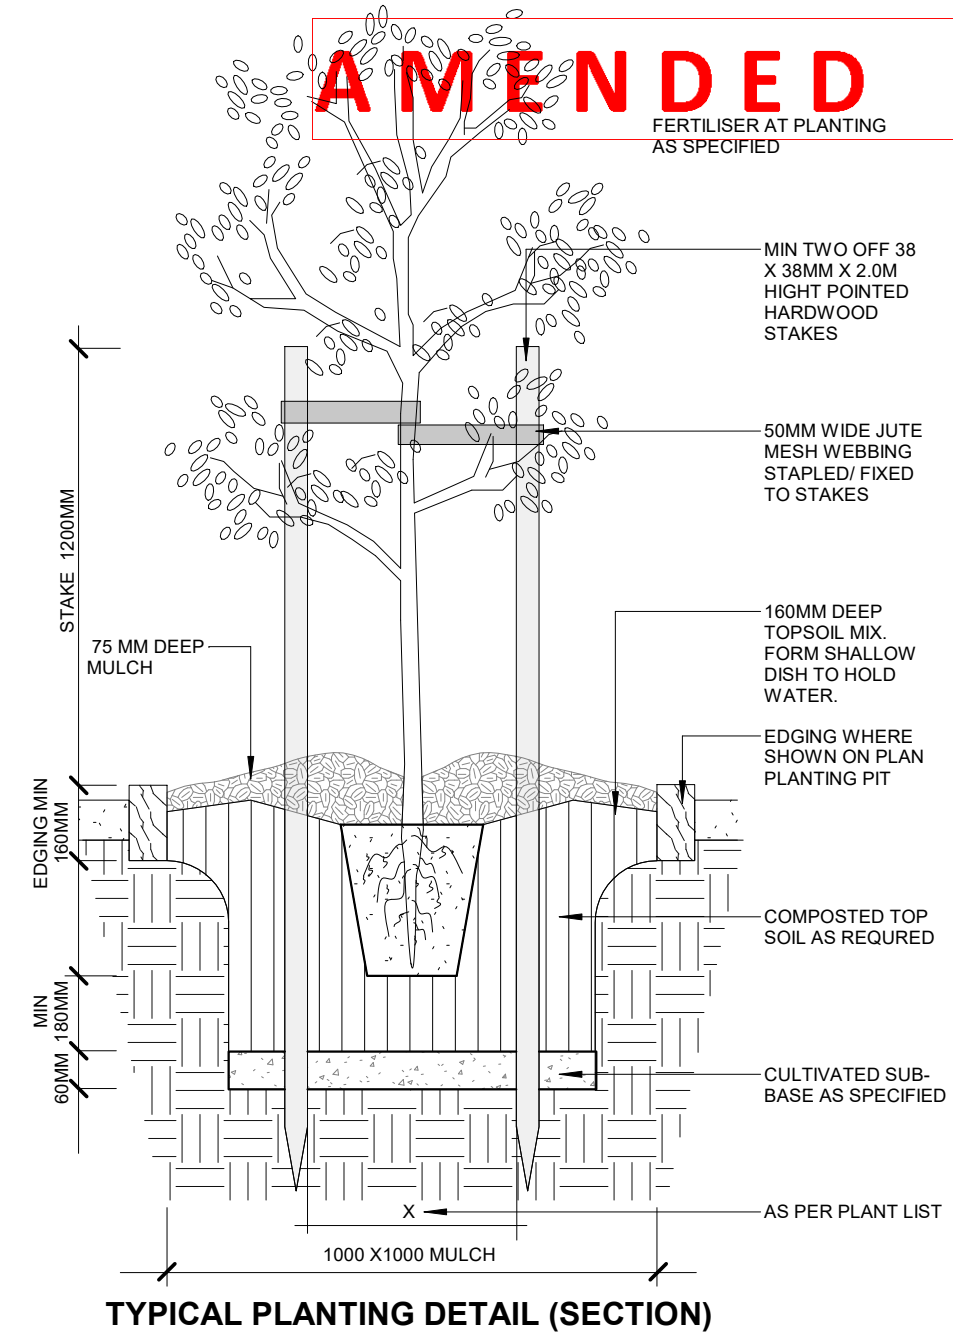 AMENDED
FERTILISER AT PLANTING
AS SPECIFIED
MIN TWO OFF 38
X 38MM X 2.0M
HIGHT POINTED
HARDWOOD
STAKES
50MM WIDE JUTE
MESH WEBBING
STAPLED/ FIXED
TO STAKES
STAKE 1200MM
75 MM DEEP
MULCH
160MM DEEP
TOPSOIL MIX.
FORM SHALLOW
DISH TO HOLD
WATER.
EDGING WHERE
SHOWN ON PLAN
PLANTING PIT
EDGING MIN
160MM
COMPOSTED TOP
SOIL AS REQURED
MIN
180MM
60MM
CULTIVATED SUB-
BASE AS SPECIFIED
X
AS PER PLANT LIST
1000 X1000 MULCH
TYPICAL PLANTING DETAIL (SECTION)